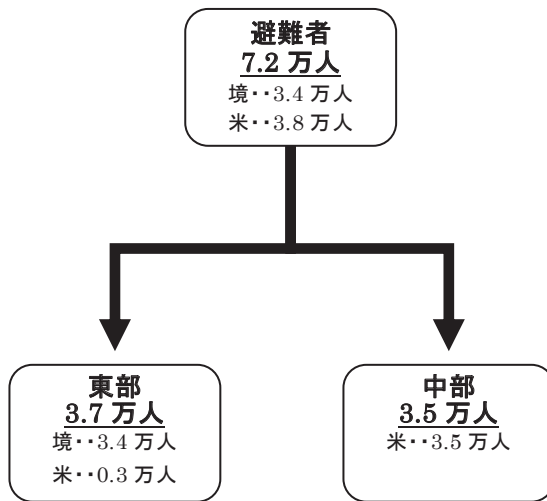 避難者
7.2 万人
境・・3.4 万人
米・・3.8 万人
東部
3.7 万人
境・・3.4 万人
米・・0.3 万人
中部
3.5 万人
米・・3.5 万人